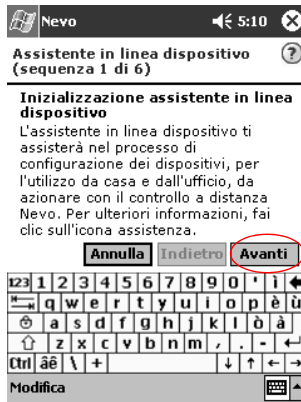 Nevo 5:10
Assistente in linea dispositivo
(sequenza 1 di 6)
Inizializzazione assistente in linea
dispositivo
L'assistente in linea dispositivo ti
assisterà nel processo di
configurazione dei dispositivi, per
l'utilizzo da casa e dall'ufficio, da
azionare con il controllo a distanza
Nevo. Per ulteriori informazioni, fai
clic sull'icona assistenza.
Annulla Indietro Avanti
123 1 2 3 4 5 6 7 8 9 0 ' ì
q w e r t y u i o p è ù
a s d f g h j k l ò à
z x c v b n m , . -
Ctrl áê \ +
Modifica